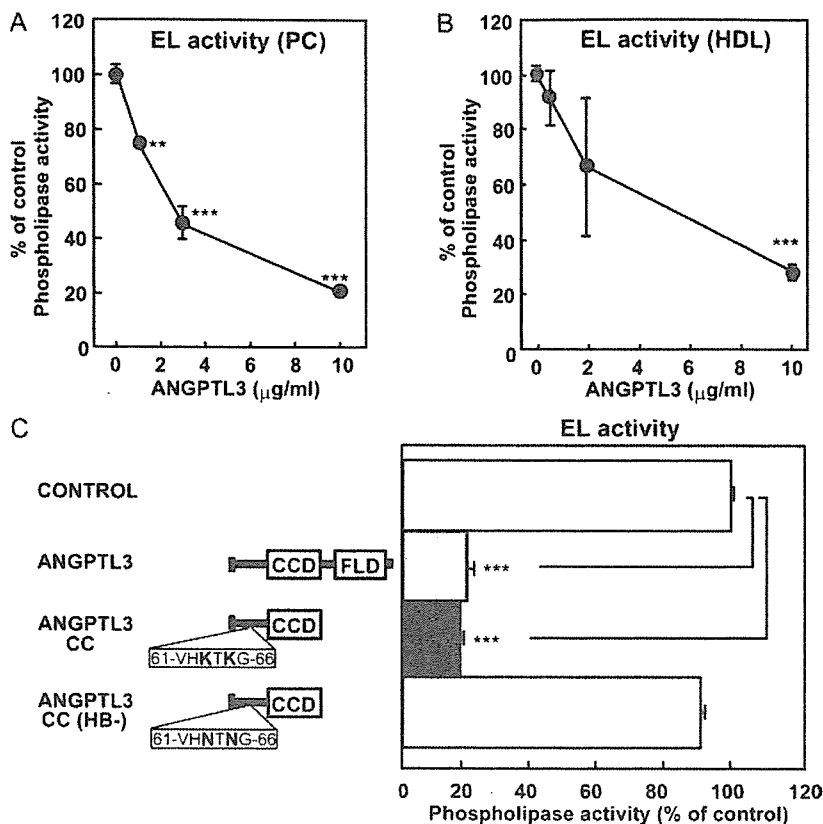 A
EL activity (PC)
% of control
Phospholipase activity
120
100
80
60
40
20
0
**
***
***
0 2 4 6 8 10
ANGPTL3 (μg/ml)
B
EL activity (HDL)
% of control
Phospholipase activity
120
100
80
60
40
20
0
***
0 2 4 6 8 10
ANGPTL3 (μg/ml)
C
EL activity
CONTROL
ANGPTL3
CCD FLD
***
ANGPTL3
CC
CCD
61-VHKTKG-66
***
ANGPTL3
CC (HB-)
CCD
61-VHNTNG-66
0 20 40 60 80 100 120
Phospholipase activity (% of control)